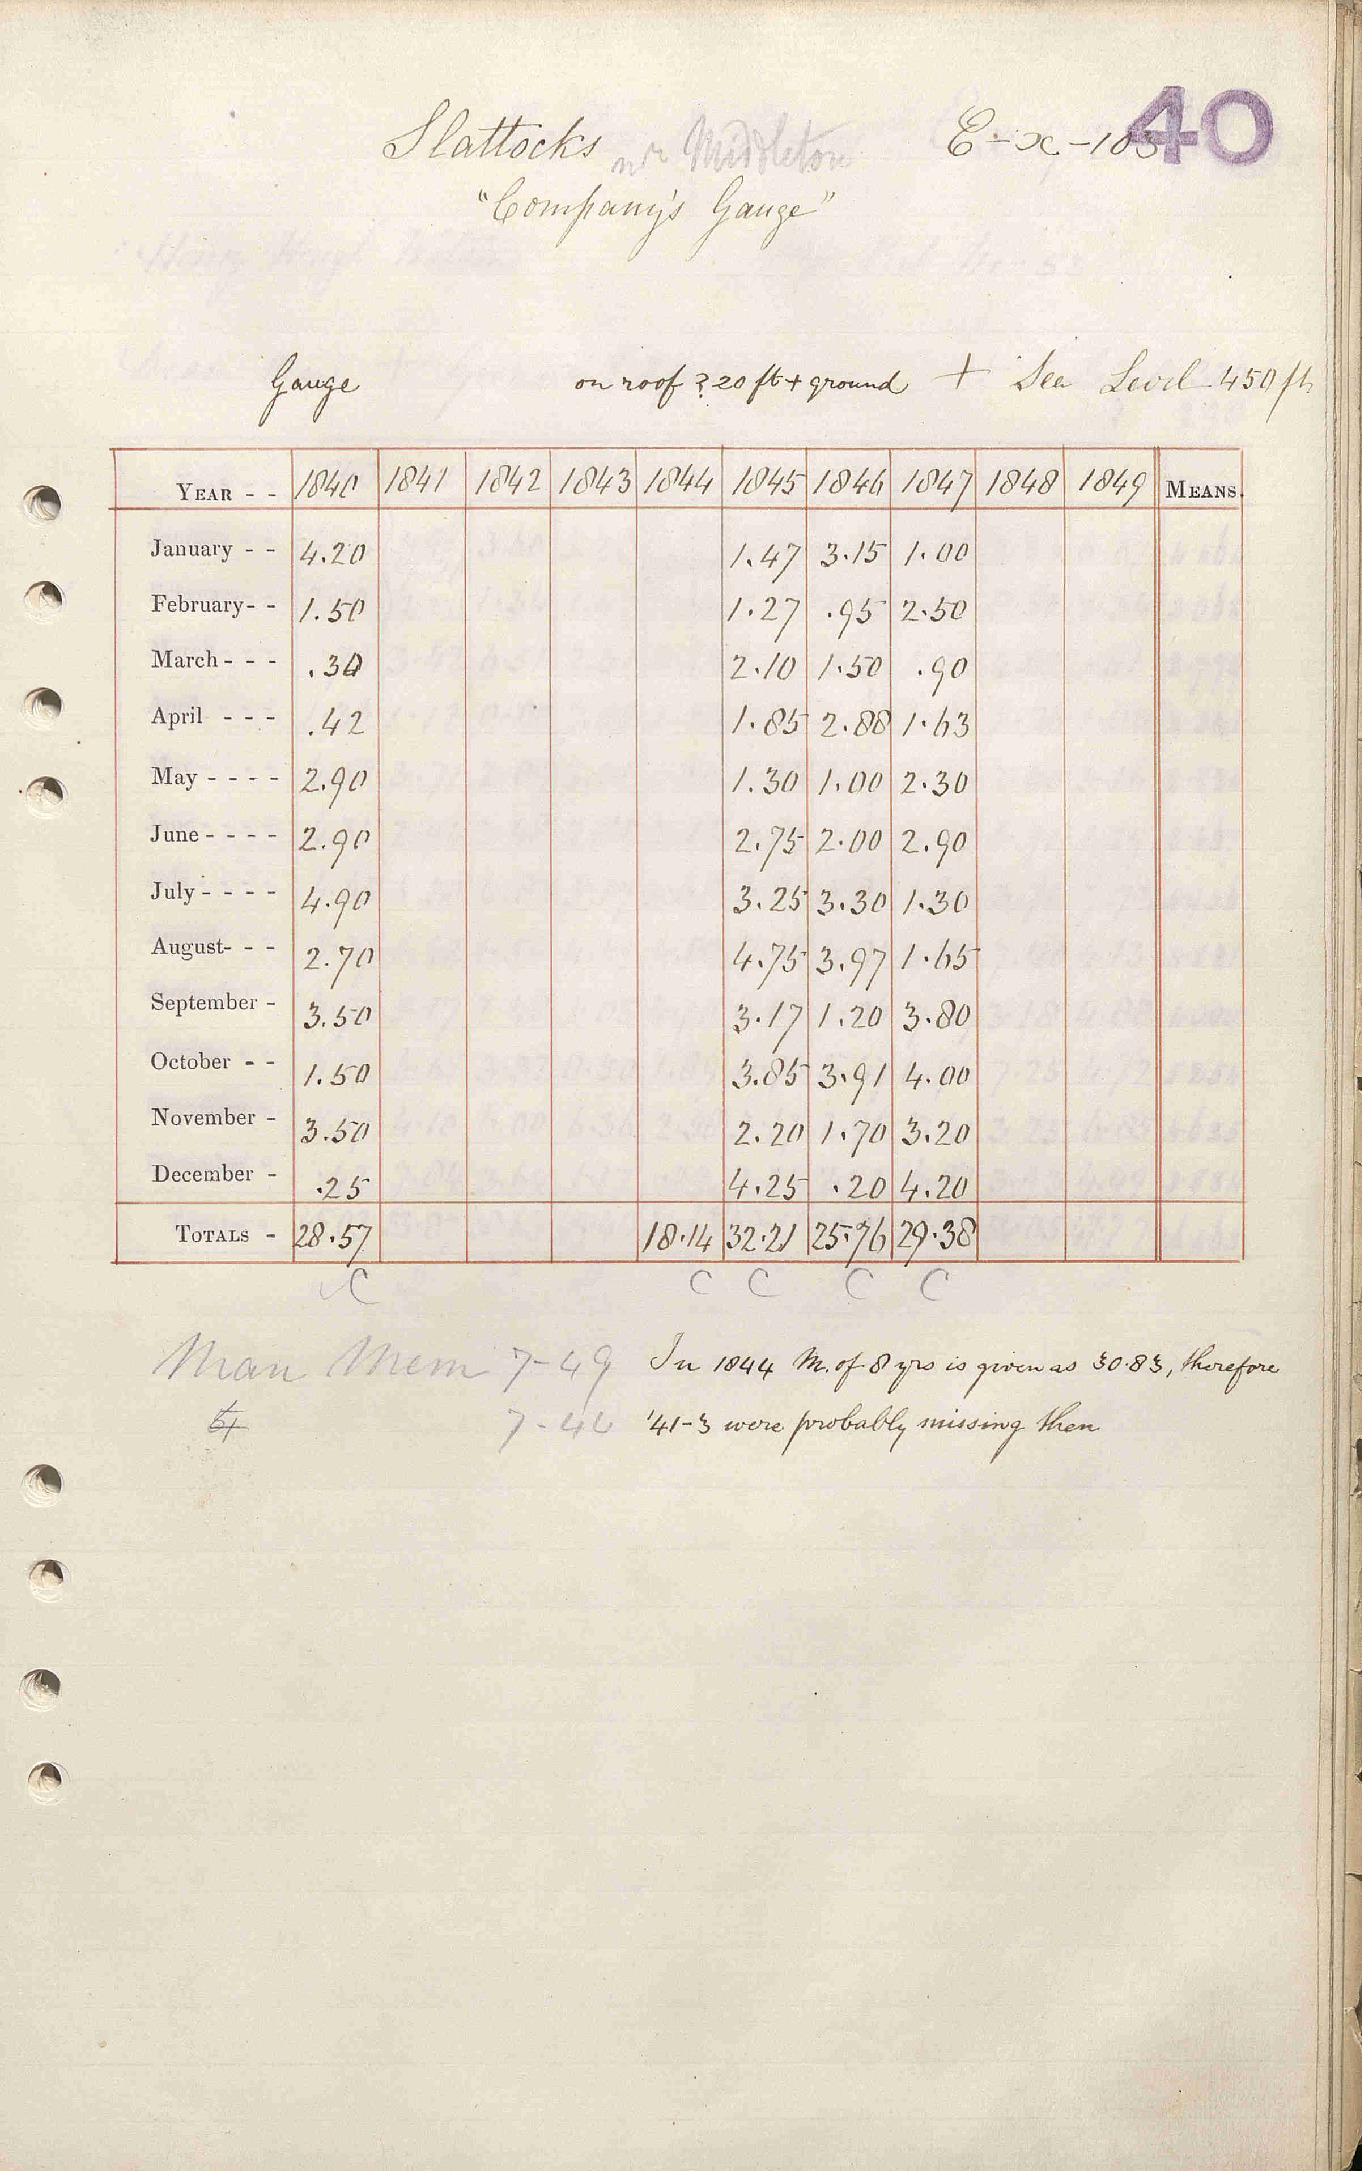 40
Slattocks nr Middleton E-x-103
"Company's Gauge"
Gauge on roof ? 20 ft + ground + Sea Level 450 ft
YEAR - - 1840 1841 1842 1843 1844 1845 1846 1847 1848 1849 MEANS.
January - - 4.20 1.47 3.15 1.00
February - - 1.50 1.27 .95 2.50
March - - - .30 2.10 1.50 .90
April - - - .42 1.85 2.88 1.63
May - - - - 2.90 1.30 1.00 2.30
June - - - - 2.90 2.75 2.00 2.90
July - - - - 4.90 3.25 3.30 1.30
August - - - 2.70 4.75 3.97 1.65
September - 3.50 3.17 1.20 3.80
October - - 1.50 3.85 3.91 4.00
November - 3.50 2.20 1.70 3.20
December - .25 4.25 .20 4.20
TOTALS - 28.57 18.14 32.21 25.76 29.38
C C C C C
Man Mem 7-49 In 1844 M. of 8 yrs is given as 30.83, therefore
7-46 '41-3 were probably missing then